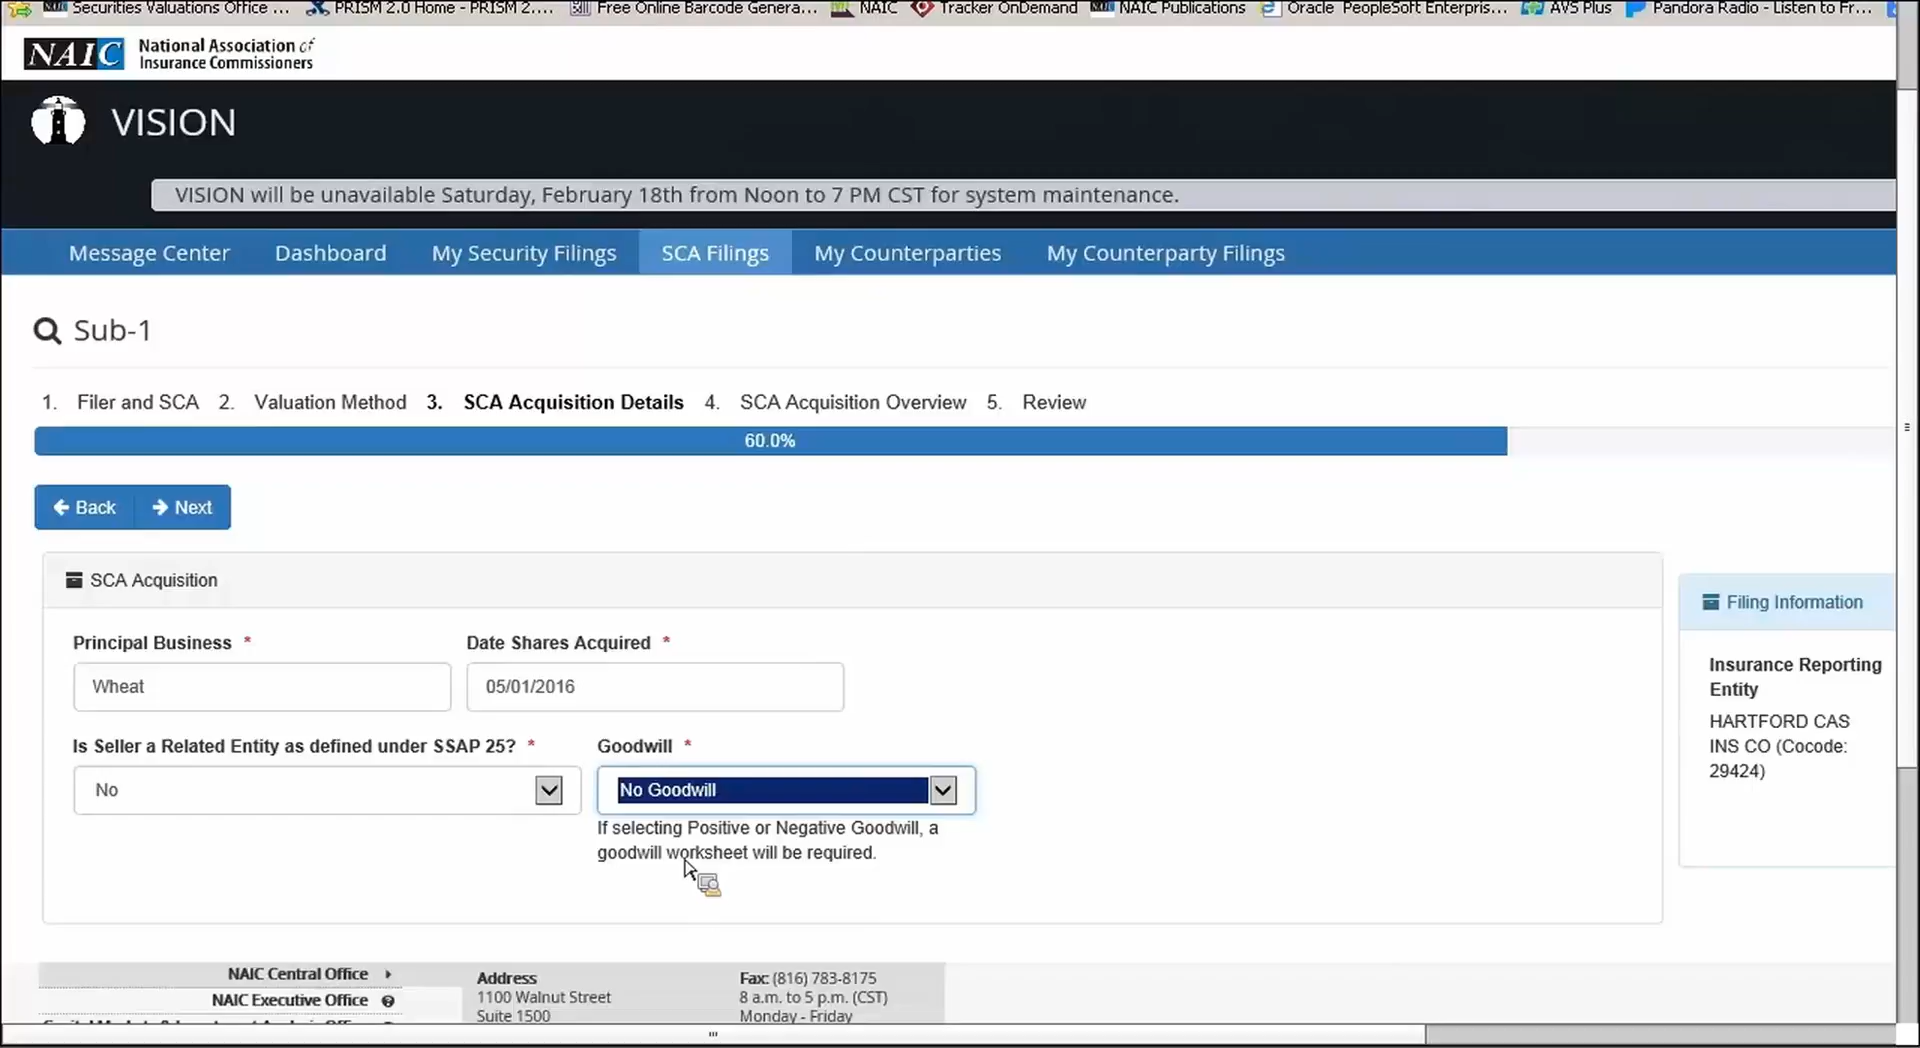 Securities Valuations Office ... PRISM 2.0 Home - PRISM 2.... Free Online Barcode Genera... NAIC Tracker OnDemand NAIC Publications Oracle PeopleSoft Enterpris... AVS Plus Pandora Radio - Listen to Fr...
NAIC National Association of
Insurance Commissioners
VISION
VISION will be unavailable Saturday, February 18th from Noon to 7 PM CST for system maintenance.
Message Center Dashboard My Security Filings SCA Filings My Counterparties My Counterparty Filings
Sub-1
1. Filer and SCA 2. Valuation Method 3. SCA Acquisition Details 4. SCA Acquisition Overview 5. Review
60.0%
Back Next
SCA Acquisition
Principal Business * Date Shares Acquired *
Wheat 05/01/2016
Is Seller a Related Entity as defined under SSAP 25? * Goodwill *
No No Goodwill
If selecting Positive or Negative Goodwill, a
goodwill worksheet will be required.
Filing Information
Insurance Reporting
Entity
HARTFORD CAS
INS CO (Cocode:
29424)
NAIC Central Office
NAIC Executive Office
Address
1100 Walnut Street
Suite 1500
Fax: (816) 783-8175
8 a.m. to 5 p.m. (CST)
Monday - Friday